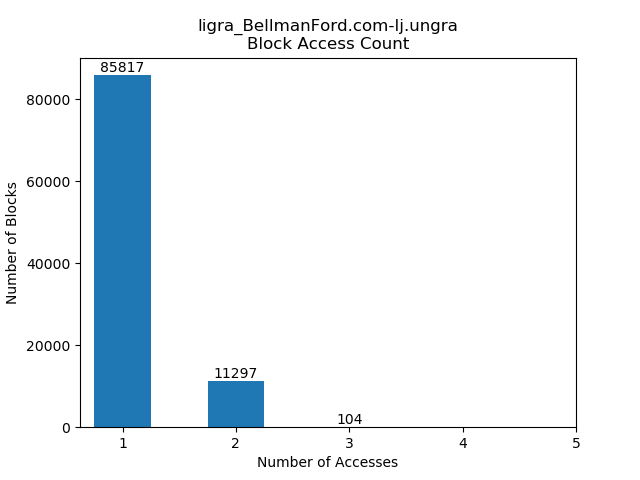 ligra_BellmanFord.com-lj.ungra
Block Access Count
85817
80000
60000
40000
20000
0
Number of Blocks
11297
104
1 2 3 4 5
Number of Accesses